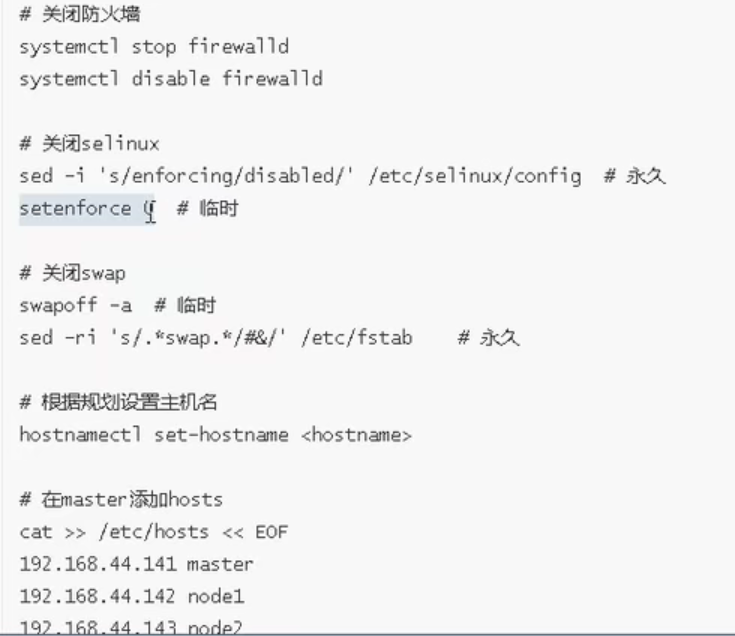 # 关闭防火墙
systemctl stop firewalld
systemctl disable firewalld
# 关闭selinux
sed -i 's/enforcing/disabled/' /etc/selinux/config  # 永久
setenforce 0  # 临时
# 关闭swap
swapoff -a  # 临时
sed -ri 's/.*swap.*/#&/' /etc/fstab    # 永久
# 根据规划设置主机名
hostnamectl set-hostname <hostname>
# 在master添加hosts
cat >> /etc/hosts << EOF
192.168.44.141 master
192.168.44.142 node1
192.168.44.143 node2